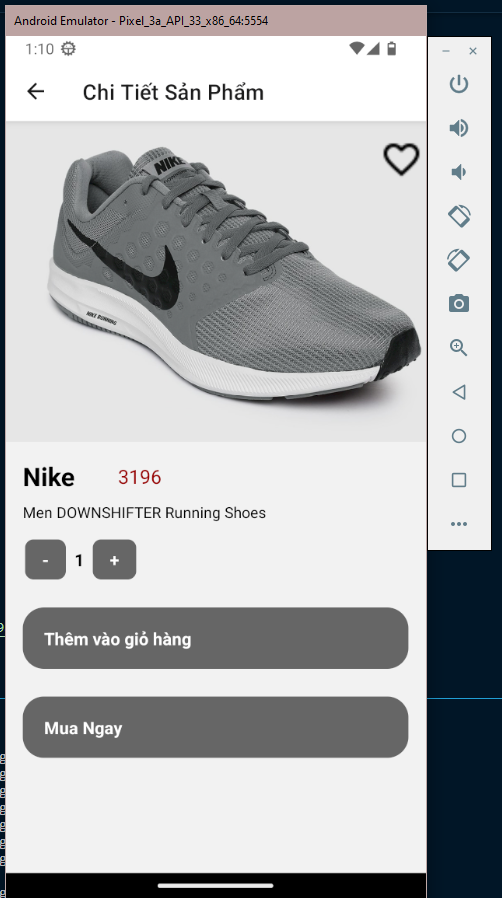 Android Emulator - Pixel_3a_API_33_x86_64:5554
1:10
Chi Tiết Sản Phẩm
NIKE
NIKE RUNNING
Nike 3196
Men DOWNSHIFTER Running Shoes
- 1 +
Thêm vào giỏ hàng
Mua Ngay